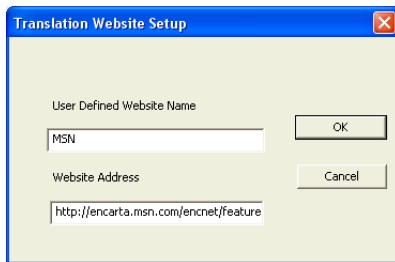 Translation Website Setup
User Defined Website Name
OK
MSN
Website Address
Cancel
http://encarta.msn.com/encnet/feature